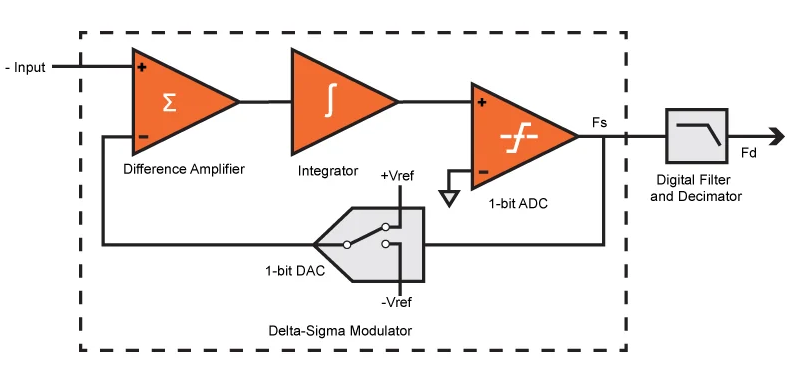 - Input
+
Σ
-
Difference Amplifier
∫
Integrator
+
-
1-bit ADC
Fs
Fd
Digital Filter
and Decimator
+Vref
1-bit DAC
-Vref
Delta-Sigma Modulator